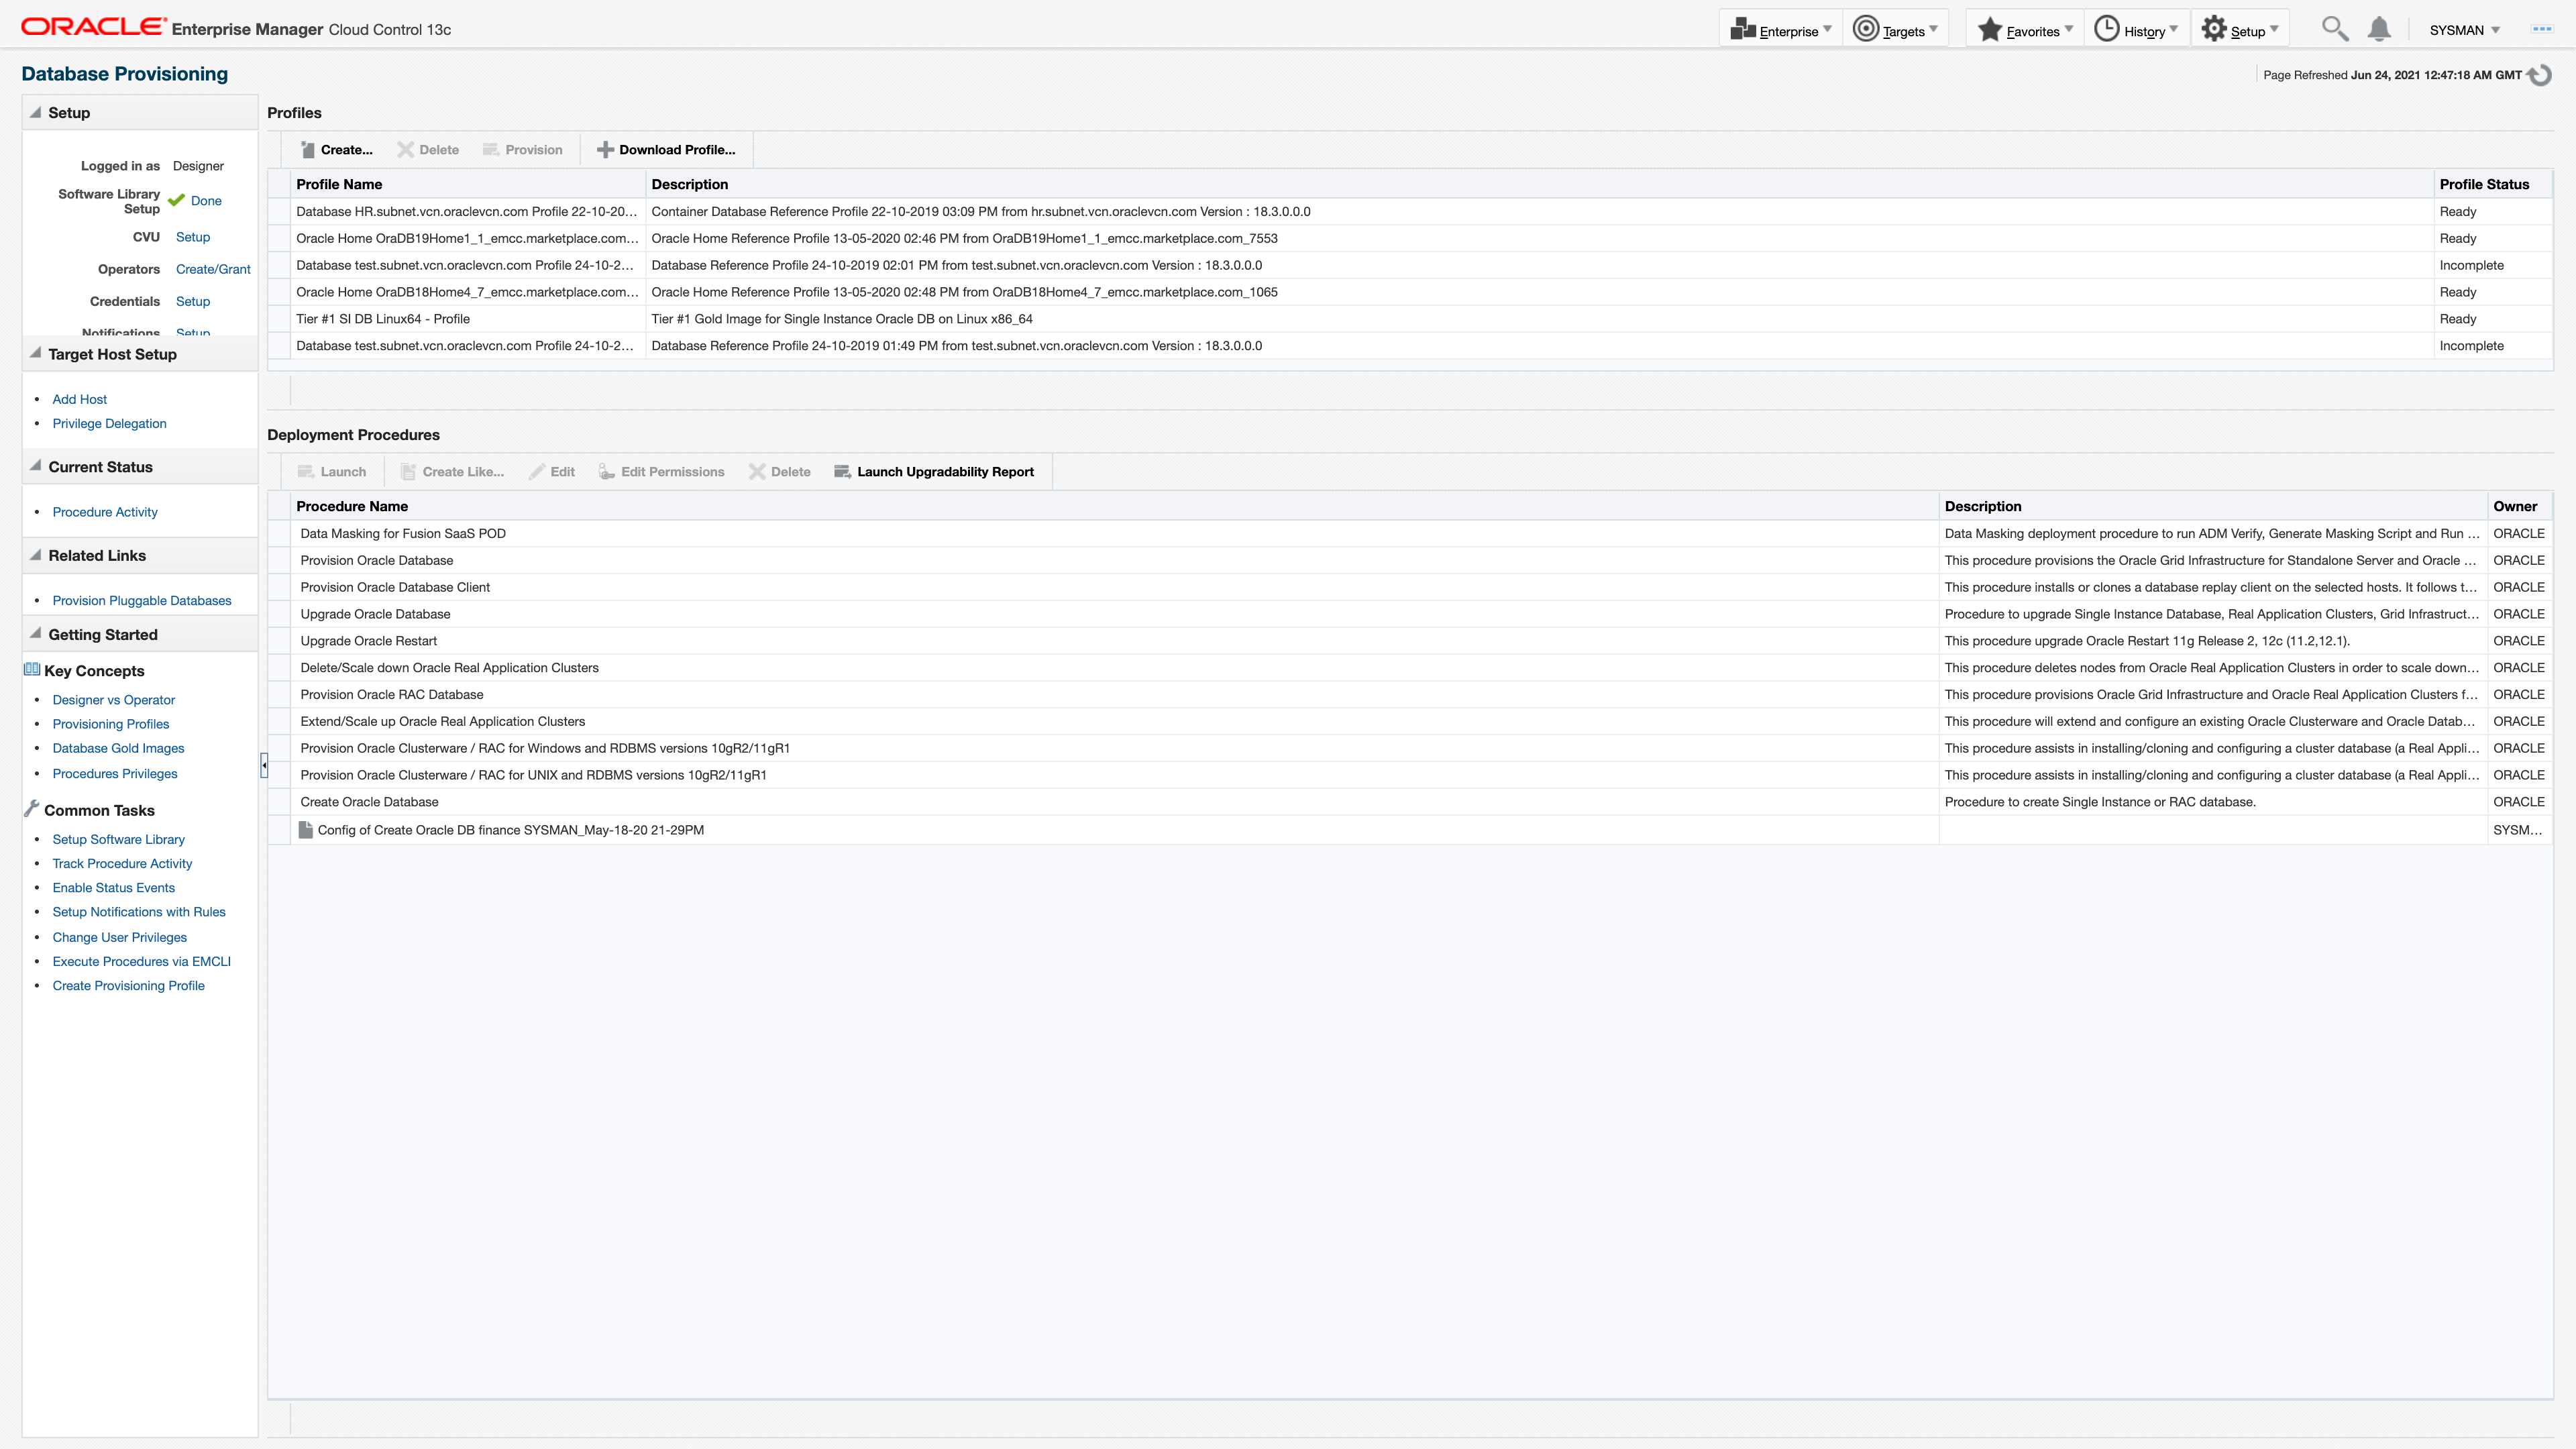 ORACLE Enterprise Manager Cloud Control 13c
Enterprise Targets Favorites History Setup SYSMAN
Database Provisioning
Page Refreshed Jun 24, 2021 12:47:18 AM GMT
Setup
Logged in as Designer
Software Library Setup Done
CVU Setup
Operators Create/Grant
Credentials Setup
Notifications Setup
Target Host Setup
• Add Host
• Privilege Delegation
Current Status
• Procedure Activity
Related Links
• Provision Pluggable Databases
Getting Started
Key Concepts
• Designer vs Operator
• Provisioning Profiles
• Database Gold Images
• Procedures Privileges
Common Tasks
• Setup Software Library
• Track Procedure Activity
• Enable Status Events
• Setup Notifications with Rules
• Change User Privileges
• Execute Procedures via EMCLI
• Create Provisioning Profile
Profiles
Create... Delete Provision Download Profile...
Profile Name Description Profile Status
Database HR.subnet.vcn.oraclevcn.com Profile 22-10-20... Container Database Reference Profile 22-10-2019 03:09 PM from hr.subnet.vcn.oraclevcn.com Version : 18.3.0.0.0 Ready
Oracle Home OraDB19Home1_1_emcc.marketplace.com... Oracle Home Reference Profile 13-05-2020 02:46 PM from OraDB19Home1_1_emcc.marketplace.com_7553 Ready
Database test.subnet.vcn.oraclevcn.com Profile 24-10-2... Database Reference Profile 24-10-2019 02:01 PM from test.subnet.vcn.oraclevcn.com Version : 18.3.0.0.0 Incomplete
Oracle Home OraDB18Home4_7_emcc.marketplace.com... Oracle Home Reference Profile 13-05-2020 02:48 PM from OraDB18Home4_7_emcc.marketplace.com_1065 Ready
Tier #1 SI DB Linux64 - Profile Tier #1 Gold Image for Single Instance Oracle DB on Linux x86_64 Ready
Database test.subnet.vcn.oraclevcn.com Profile 24-10-2... Database Reference Profile 24-10-2019 01:49 PM from test.subnet.vcn.oraclevcn.com Version : 18.3.0.0.0 Incomplete
Deployment Procedures
Launch Create Like... Edit Edit Permissions Delete Launch Upgradability Report
Procedure Name Description Owner
Data Masking for Fusion SaaS POD Data Masking deployment procedure to run ADM Verify, Generate Masking Script and Run ... ORACLE
Provision Oracle Database This procedure provisions the Oracle Grid Infrastructure for Standalone Server and Oracle ... ORACLE
Provision Oracle Database Client This procedure installs or clones a database replay client on the selected hosts. It follows t... ORACLE
Upgrade Oracle Database Procedure to upgrade Single Instance Database, Real Application Clusters, Grid Infrastruct... ORACLE
Upgrade Oracle Restart This procedure upgrade Oracle Restart 11g Release 2, 12c (11.2,12.1). ORACLE
Delete/Scale down Oracle Real Application Clusters This procedure deletes nodes from Oracle Real Application Clusters in order to scale down... ORACLE
Provision Oracle RAC Database This procedure provisions Oracle Grid Infrastructure and Oracle Real Application Clusters f... ORACLE
Extend/Scale up Oracle Real Application Clusters This procedure will extend and configure an existing Oracle Clusterware and Oracle Datab... ORACLE
Provision Oracle Clusterware / RAC for Windows and RDBMS versions 10gR2/11gR1 This procedure assists in installing/cloning and configuring a cluster database (a Real Appli... ORACLE
Provision Oracle Clusterware / RAC for UNIX and RDBMS versions 10gR2/11gR1 This procedure assists in installing/cloning and configuring a cluster database (a Real Appli... ORACLE
Create Oracle Database Procedure to create Single Instance or RAC database. ORACLE
Config of Create Oracle DB finance SYSMAN_May-18-20 21-29PM SYSM...